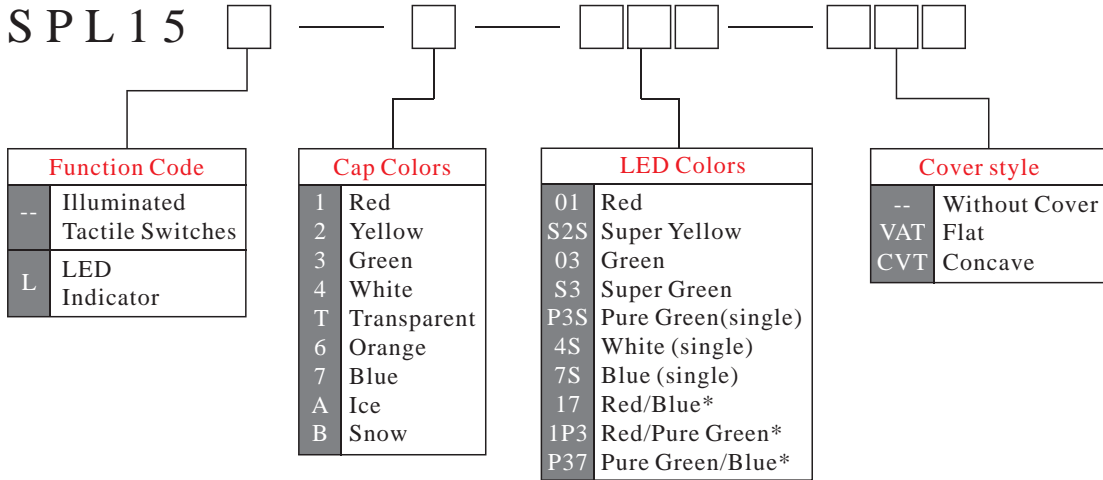 SPL15
Function Code
-- Illuminated
Tactile Switches
L LED
Indicator
Cap Colors
1 Red
2 Yellow
3 Green
4 White
T Transparent
6 Orange
7 Blue
A Ice
B Snow
LED Colors
01 Red
S2S Super Yellow
03 Green
S3 Super Green
P3S Pure Green(single)
4S White (single)
7S Blue (single)
17 Red/Blue*
1P3 Red/Pure Green*
P37 Pure Green/Blue*
Cover style
-- Without Cover
VAT Flat
CVT Concave